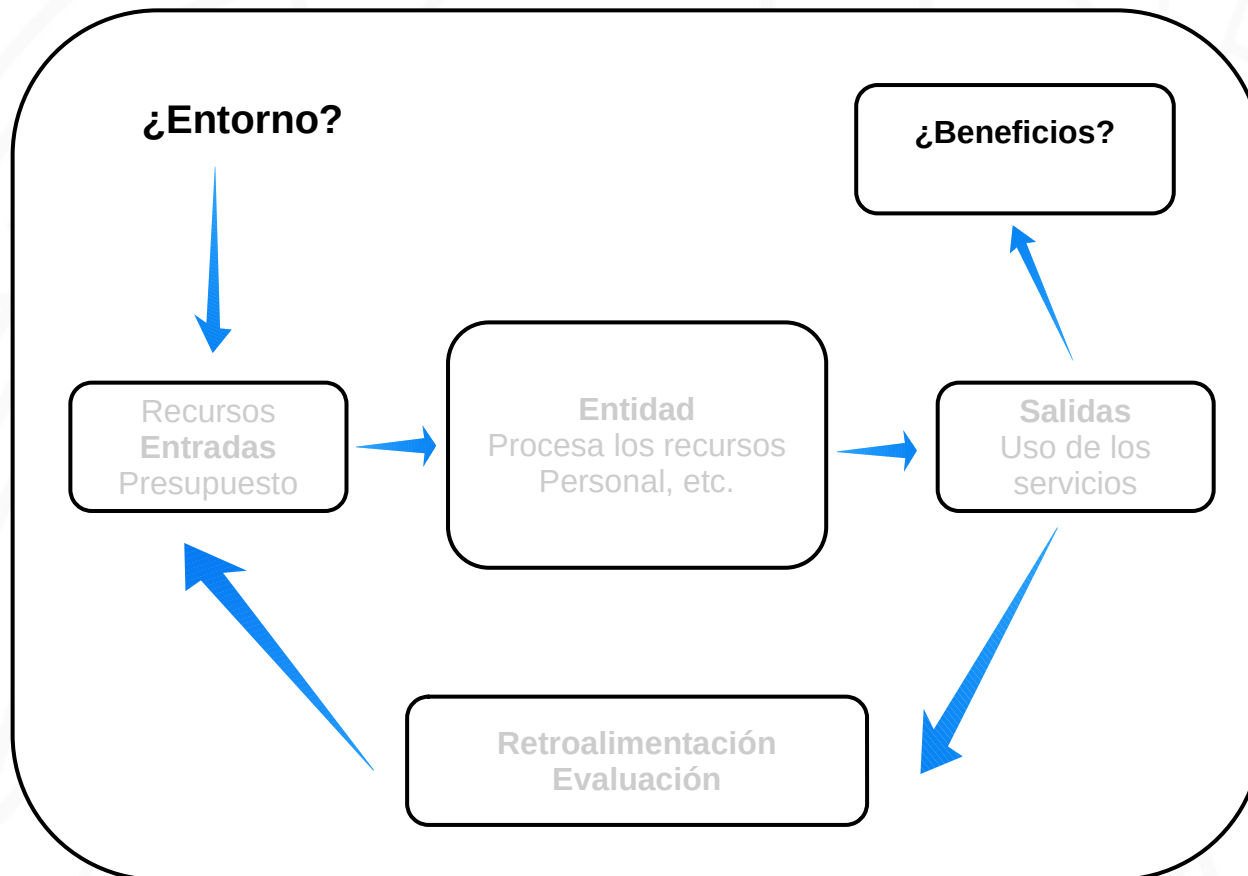 ¿Entorno?
¿Beneficios?
Recursos
Entradas
Presupuesto
Entidad
Procesa los recursos
Personal, etc.
Salidas
Uso de los
servicios
Retroalimentación
Evaluación